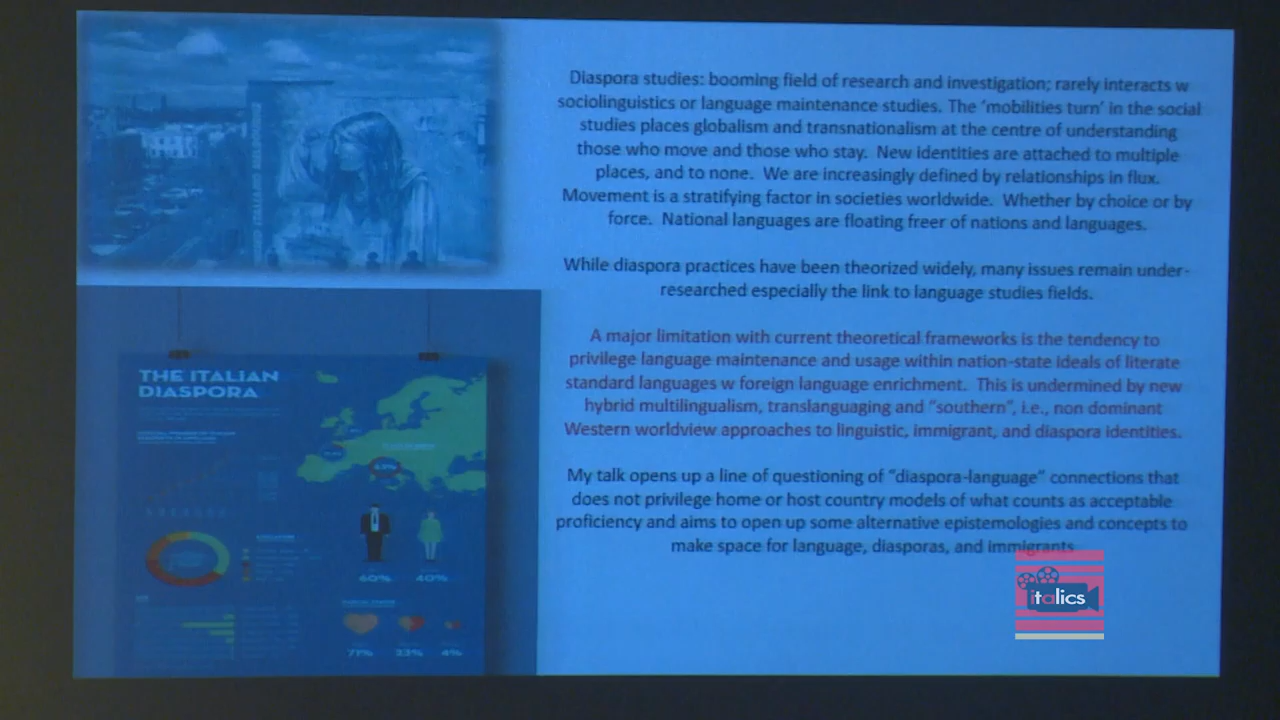 Diaspora studies: booming field of research and investigation; rarely interacts w
sociolinguistics or language maintenance studies. The 'mobilities turn' in the social
studies places globalism and transnationalism at the centre of understanding
those who move and those who stay. New identities are attached to multiple
places, and to none. We are increasingly defined by relationships in flux.
Movement is a stratifying factor in societies worldwide. Whether by choice or by
force. National languages are floating freer of nations and languages.
While diaspora practices have been theorized widely, many issues remain under-
researched especially the link to language studies fields.
A major limitation with current theoretical frameworks is the tendency to
privilege language maintenance and usage within nation-state ideals of literate
standard languages w foreign language enrichment. This is undermined by new
hybrid multilingualism, translanguaging and "southern", i.e., non dominant
Western worldview approaches to linguistic, immigrant, and diaspora identities.
My talk opens up a line of questioning of "diaspora-language" connections that
does not privilege home or host country models of what counts as acceptable
proficiency and aims to open up some alternative epistemologies and concepts to
make space for language, diasporas, and immigrants
THE ITALIAN
DIASPORA
60% 40%
71% 23% 4%
italics